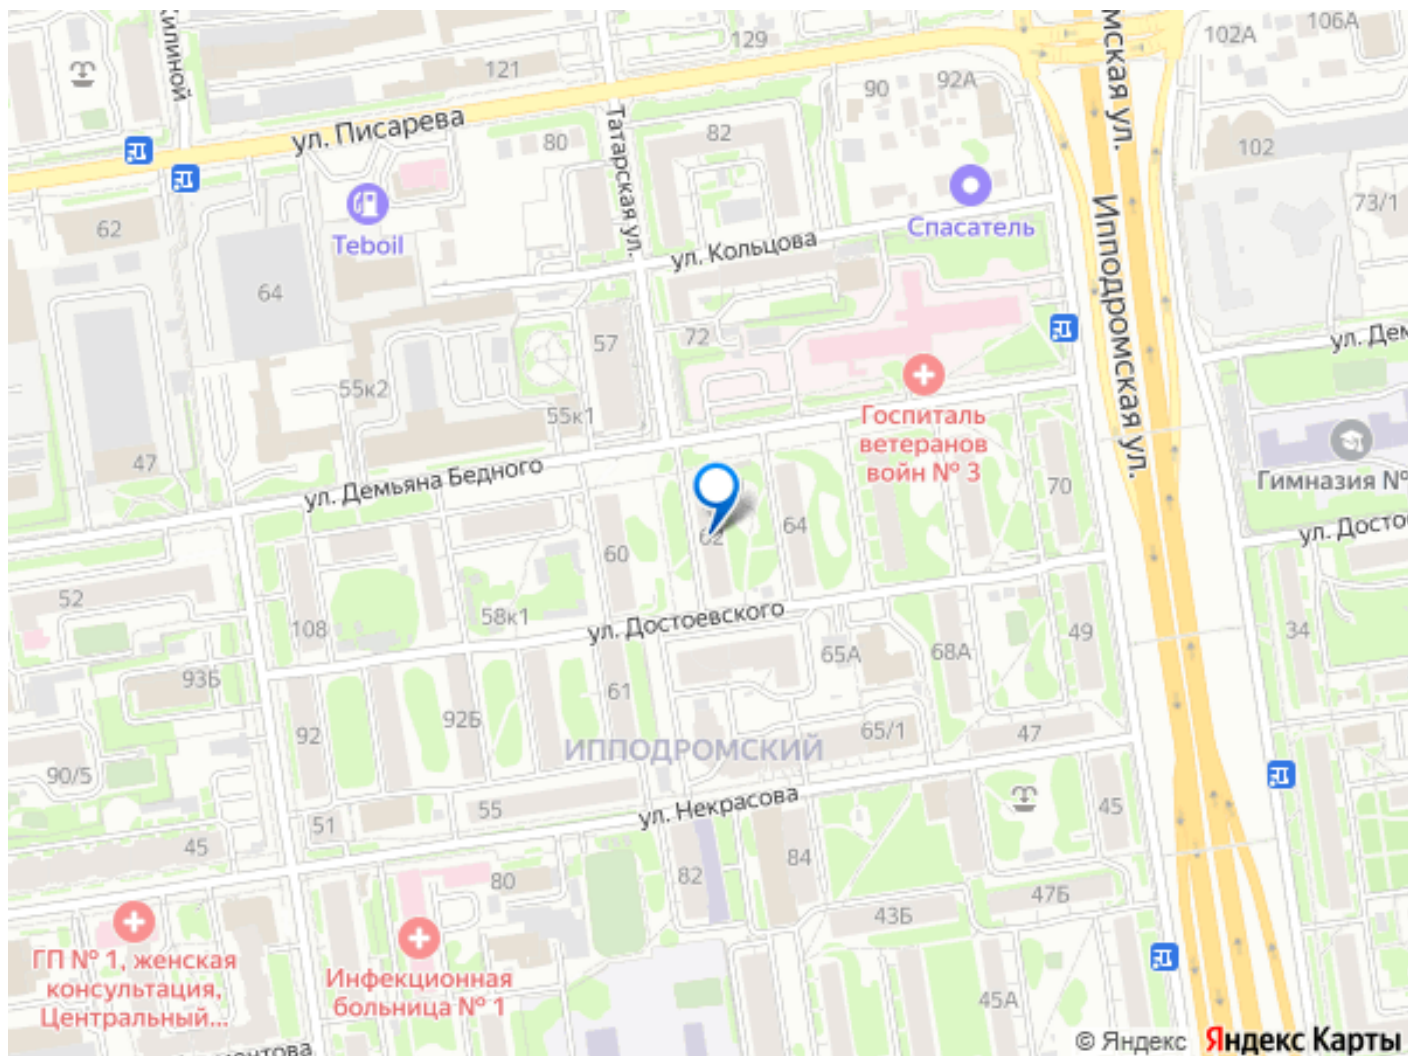 129
106А
102А
121
92А
90
ул. Писарева
80
82
Татарская ул.
102
62
Teboil
Спасатель
73/1
ул. Кольцова
Ипподромская ул.
64
57
72
ул. Дем
55к2
55к1
Госпиталь
ветеранов
войн № 3
Гимназия №
47
ул. Демьяна Бедного
70
60
62
64
ул. Досто
52
58к1
108
ул. Достоевского
49
34
65А
68А
93Б
61
92
92Б
65/1
47
ИППОДРОМСКИЙ
90/5
ул. Некрасова
55
51
45
45
84
82
80
47Б
43Б
ГП № 1, женская
консультация,
Центральный...
Инфекционная
больница № 1
45А
© Яндекс Яндекс Карты